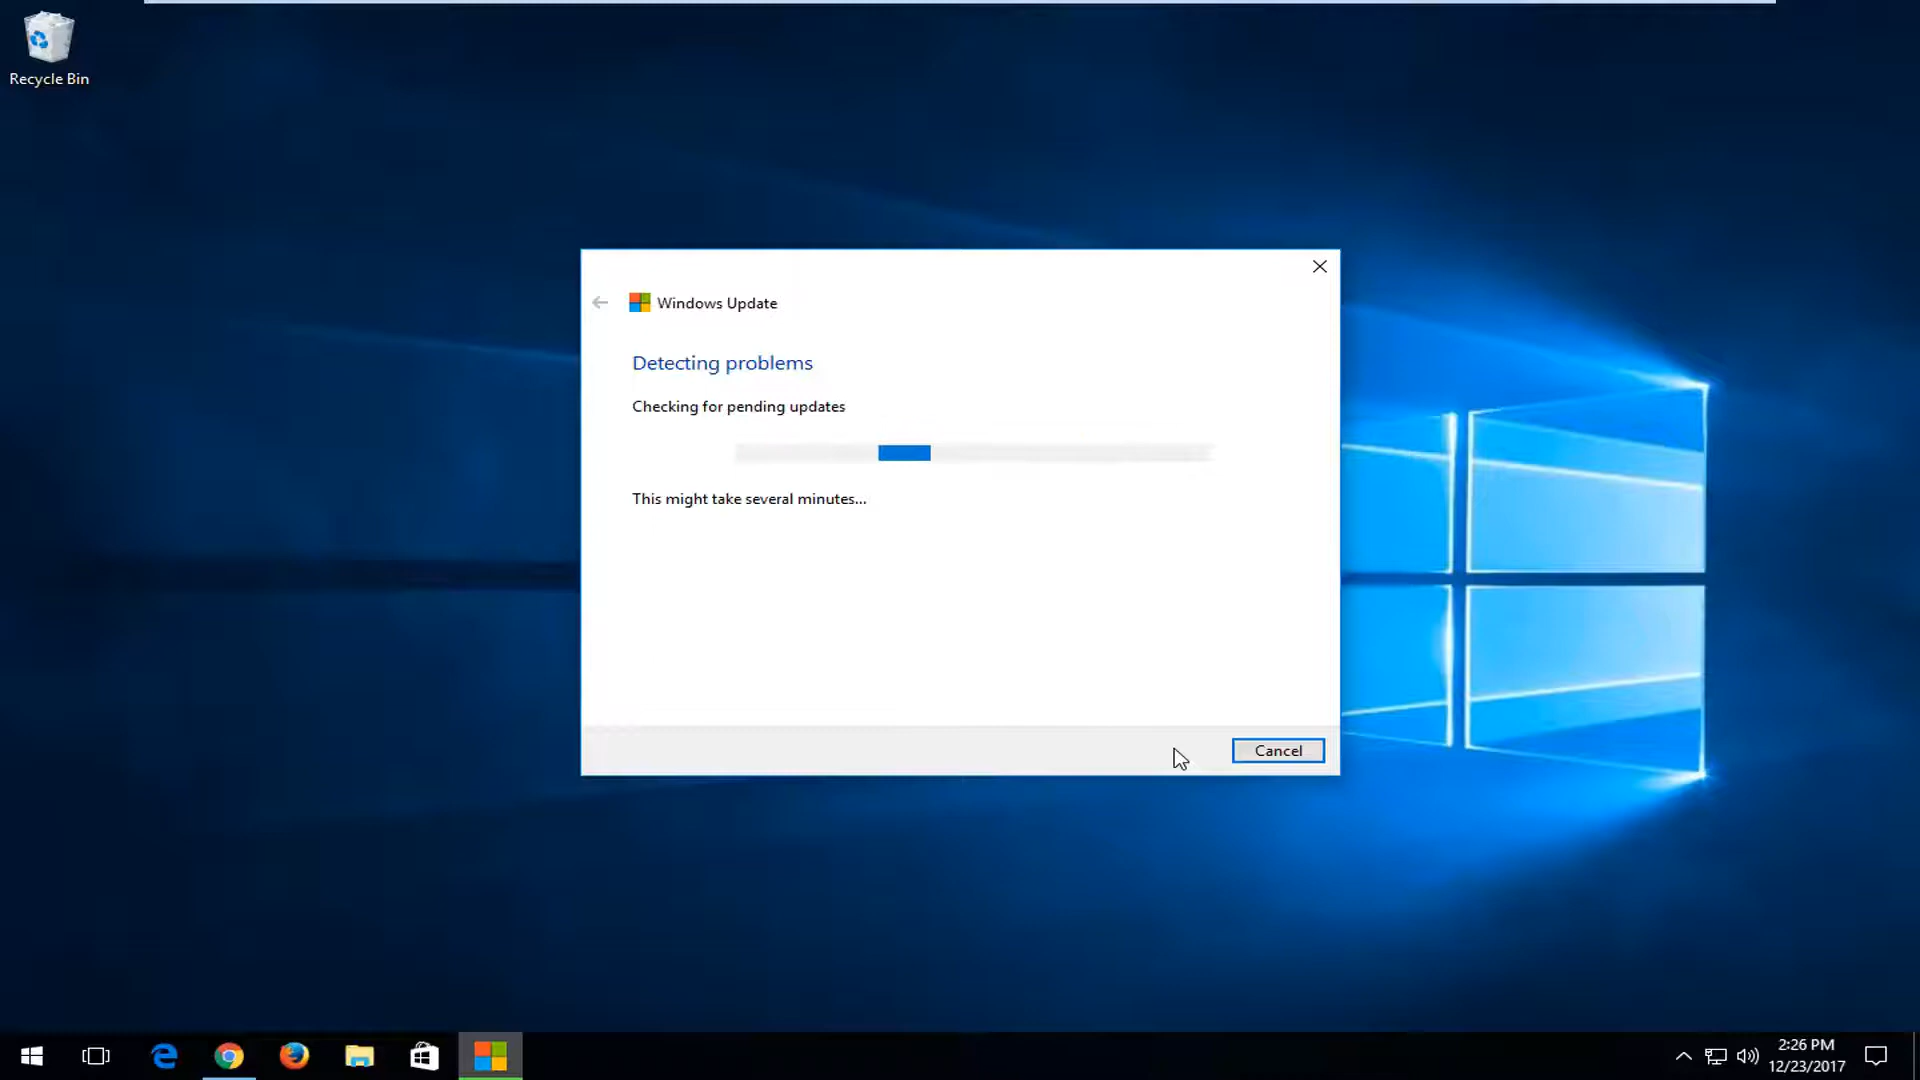 Recycle Bin
Windows Update
Detecting problems
Checking for pending updates
This might take several minutes...
Cancel
2:26 PM
12/23/2017